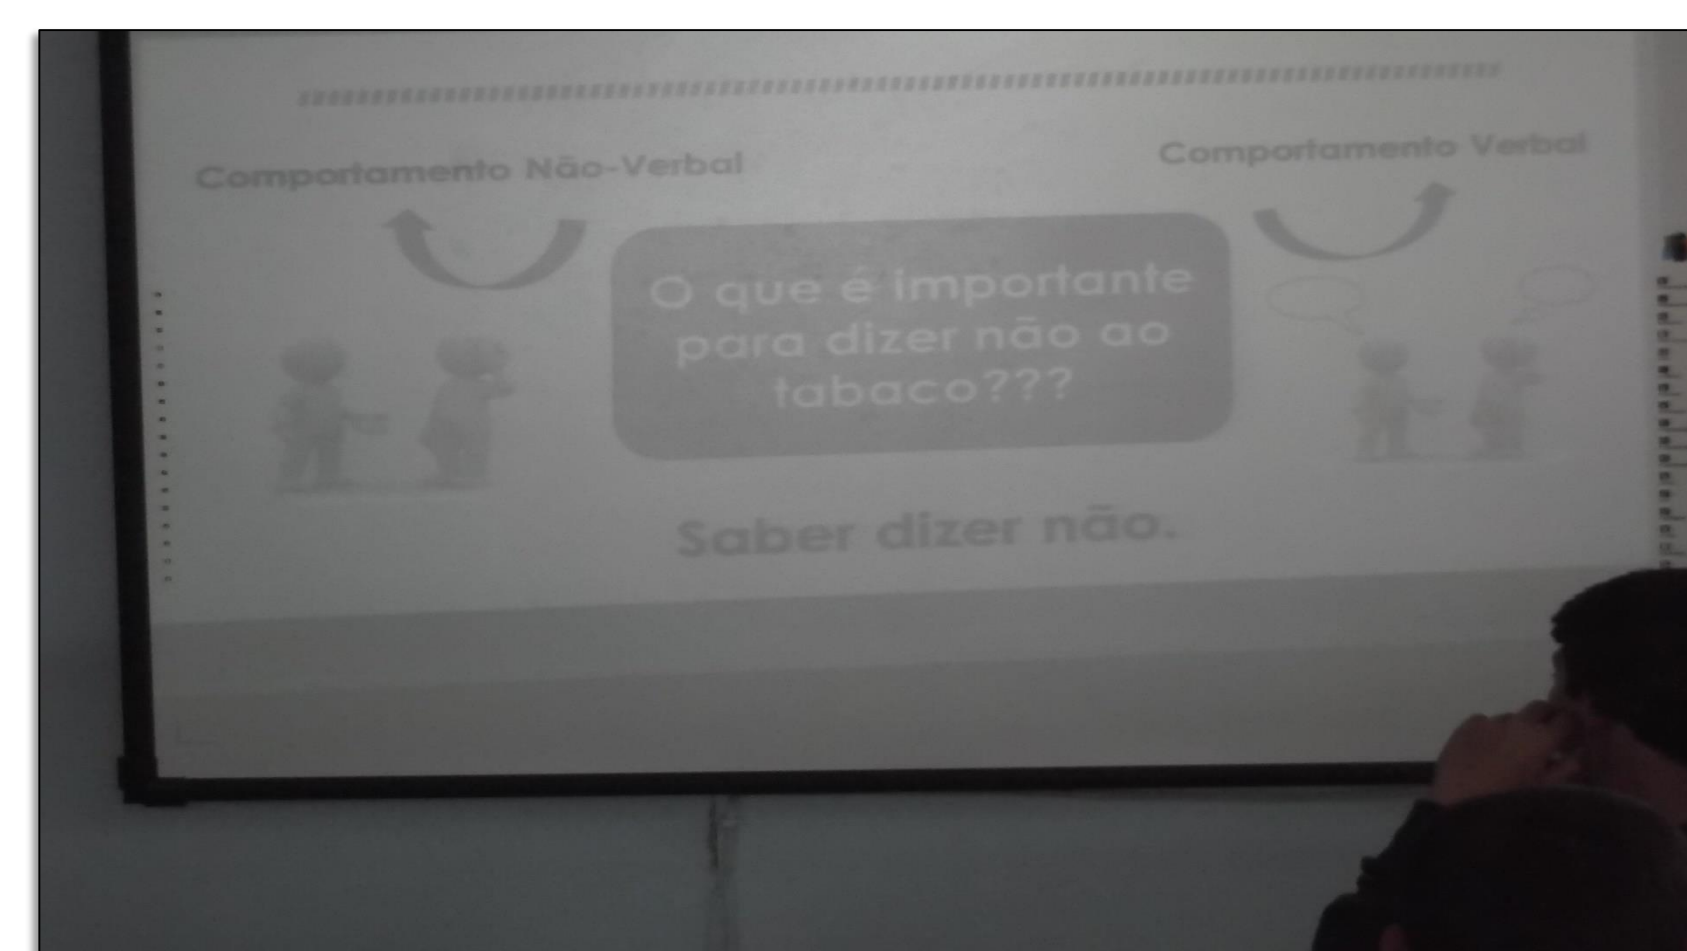 Comportamento Não-Verbal
Comportamento Verbal
O que é importante
para dizer não ao
tabaco???
Saber dizer não.